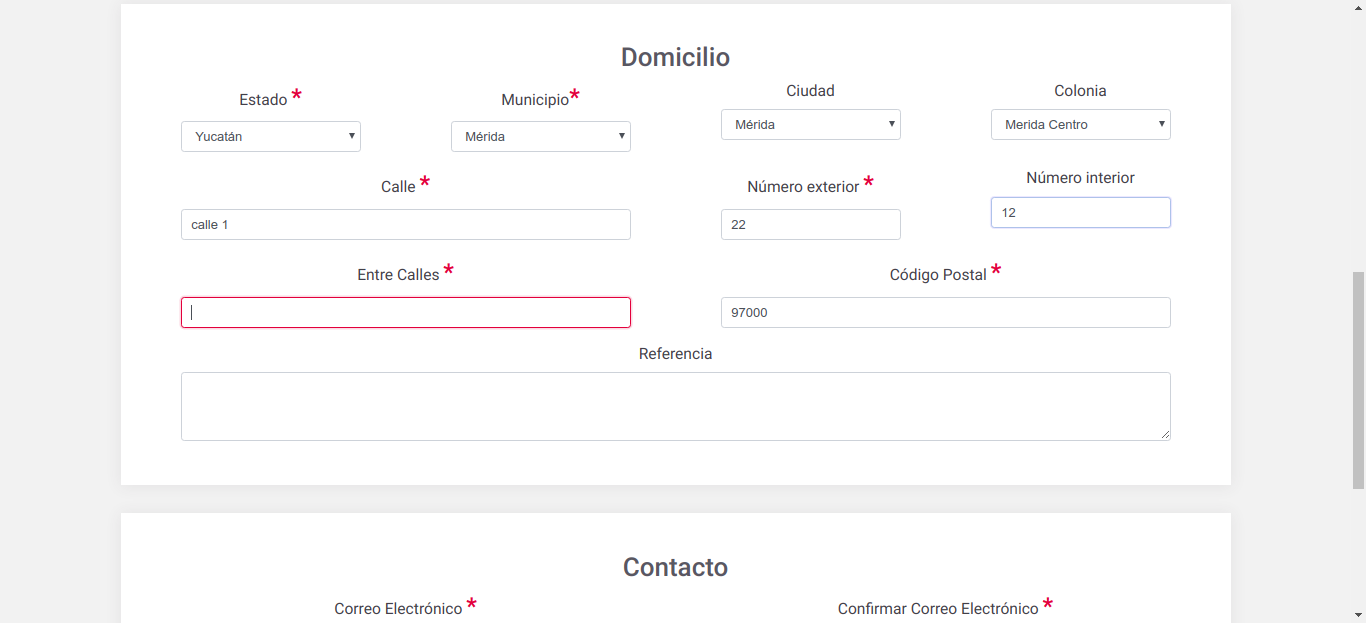 Domicilio
Estado * Municipio* Ciudad Colonia
Yucatán Mérida Mérida Merida Centro
Calle * Número exterior * Número interior
calle 1 22 12
Entre Calles * Código Postal *
97000
Referencia
Contacto
Correo Electrónico * Confirmar Correo Electrónico *